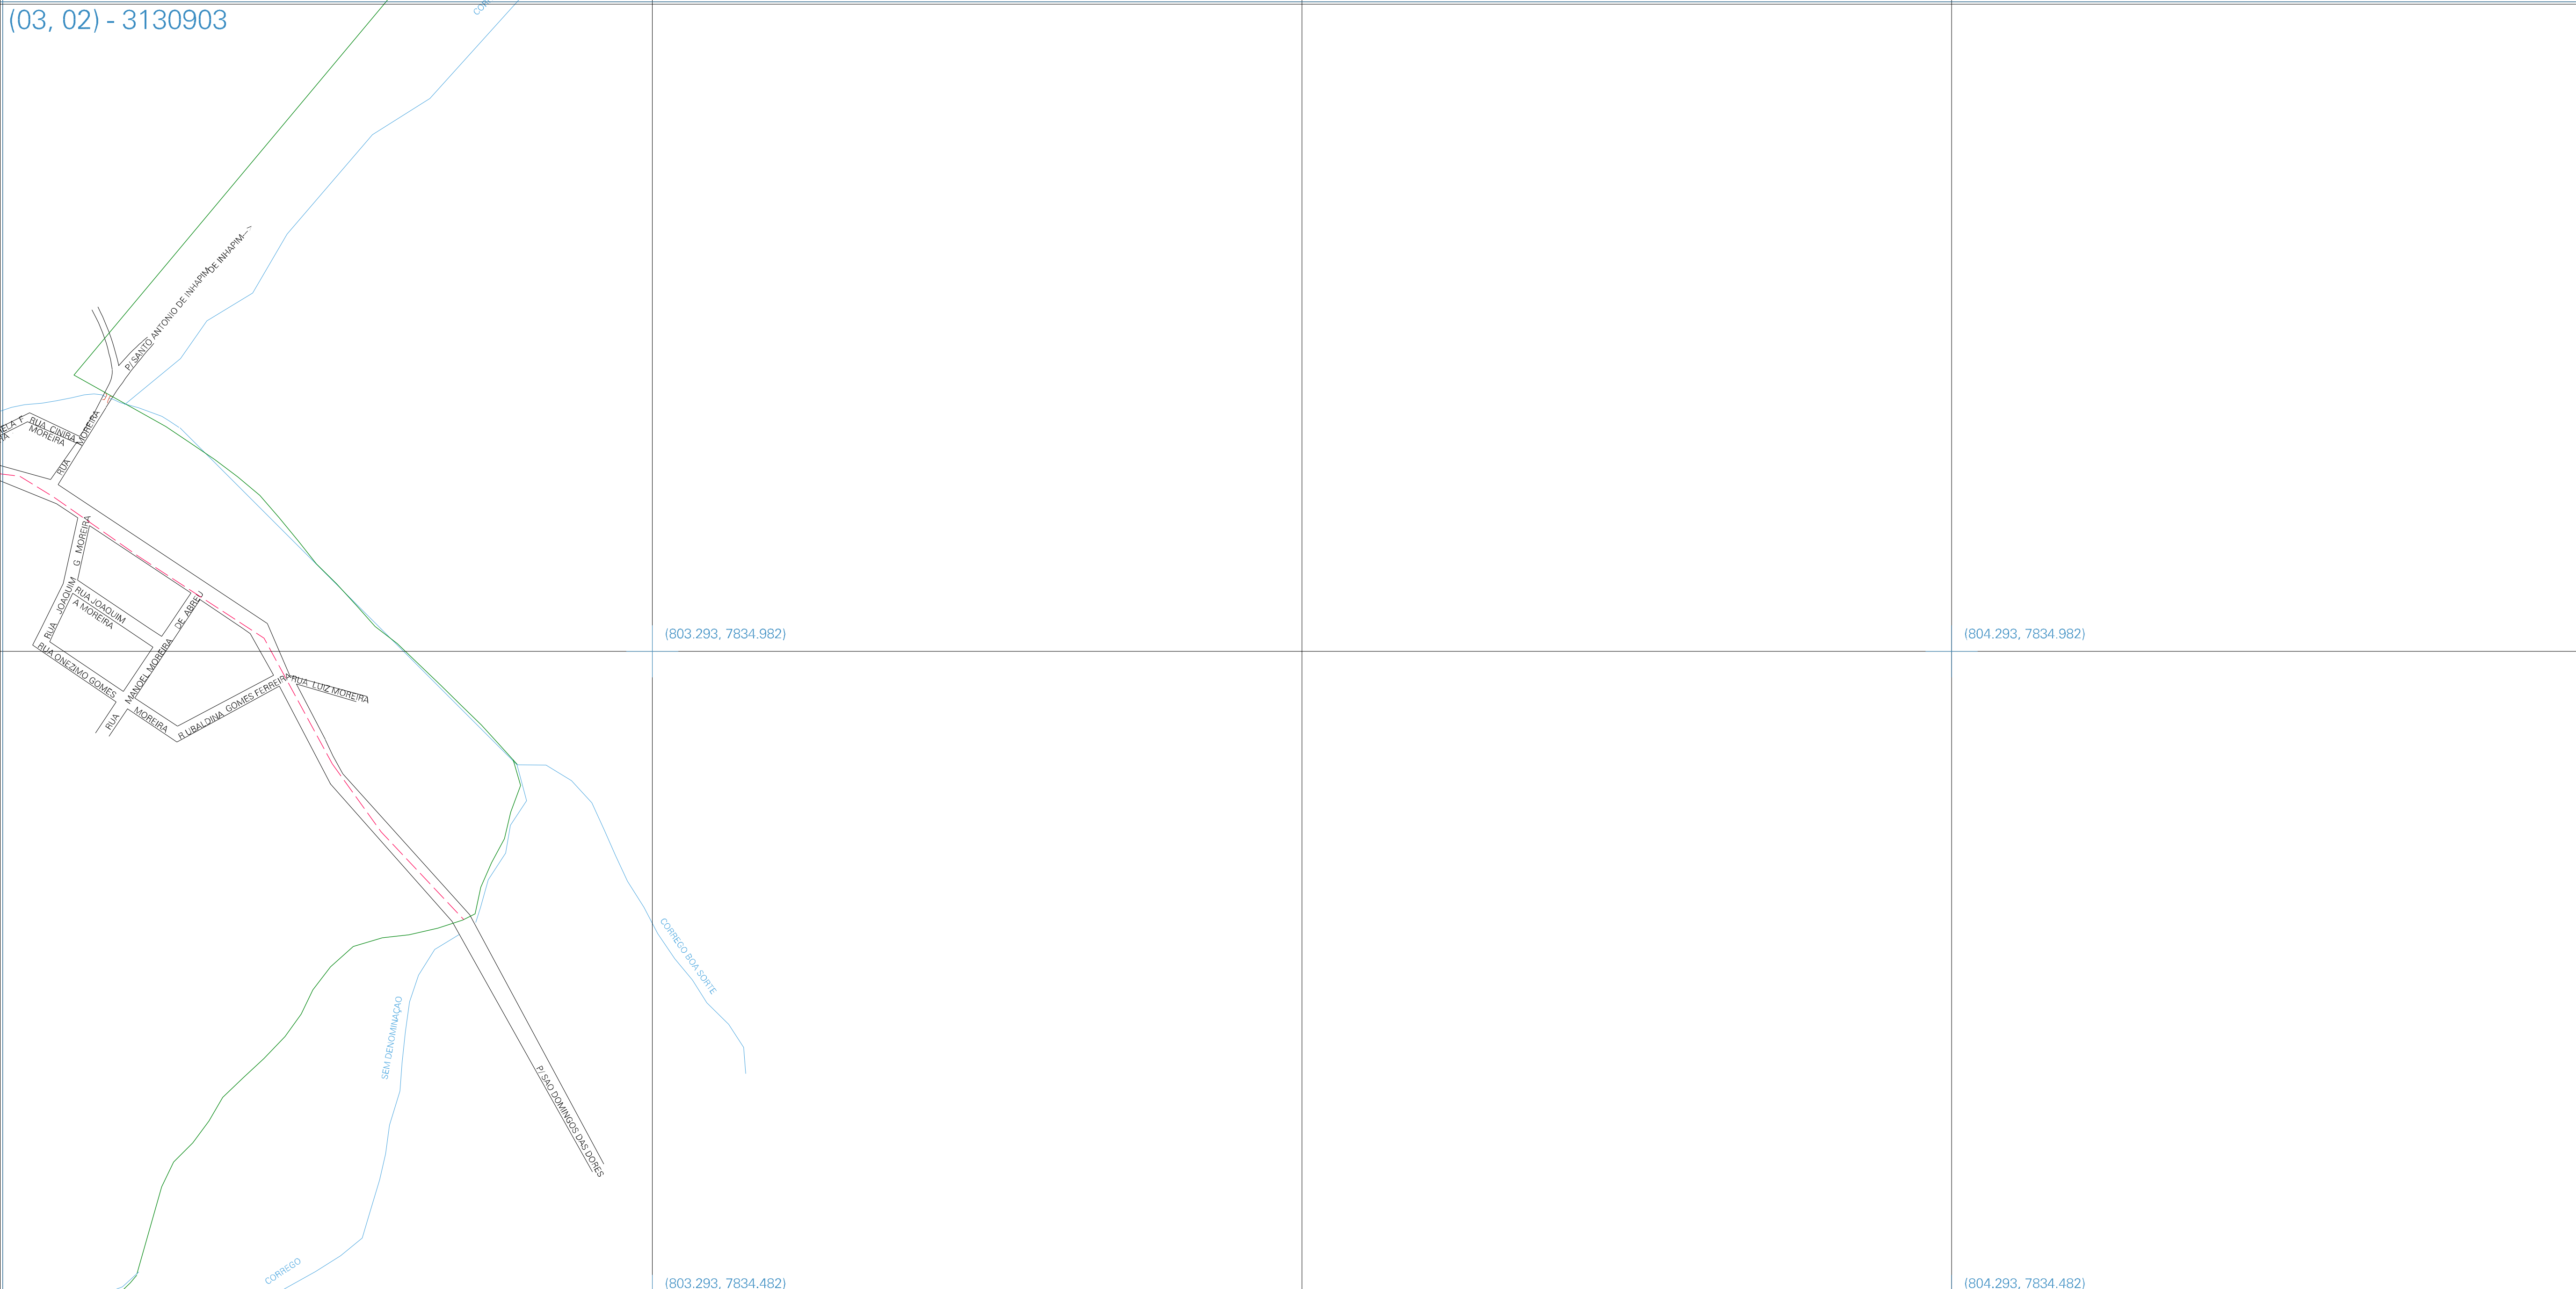 (03, 02) - 3130903
P/ SANTO ANTONIO DE INHAPIM
DE INHAPIM
RUA CINIRA
MOREIRA
RUA
MOREIRA
RUA
JOAQUIM
G
MOREIRA
RUA JOAQUIM
A MOREIRA
RUA ONEZIMO GOMES
MOREIRA
RUA
MANOEL MOREIRA
DE ABREU
R UBALDINA GOMES FERREIRA
RUA LUIZ MOREIRA
(803.293, 7834.982)
(804.293, 7834.982)
CORREGO BOA SORTE
SEM DENOMINAÇAO
P/ SAO DOMINGOS DAS DORES
CORREGO
(803.293, 7834.482)
(804.293, 7834.482)